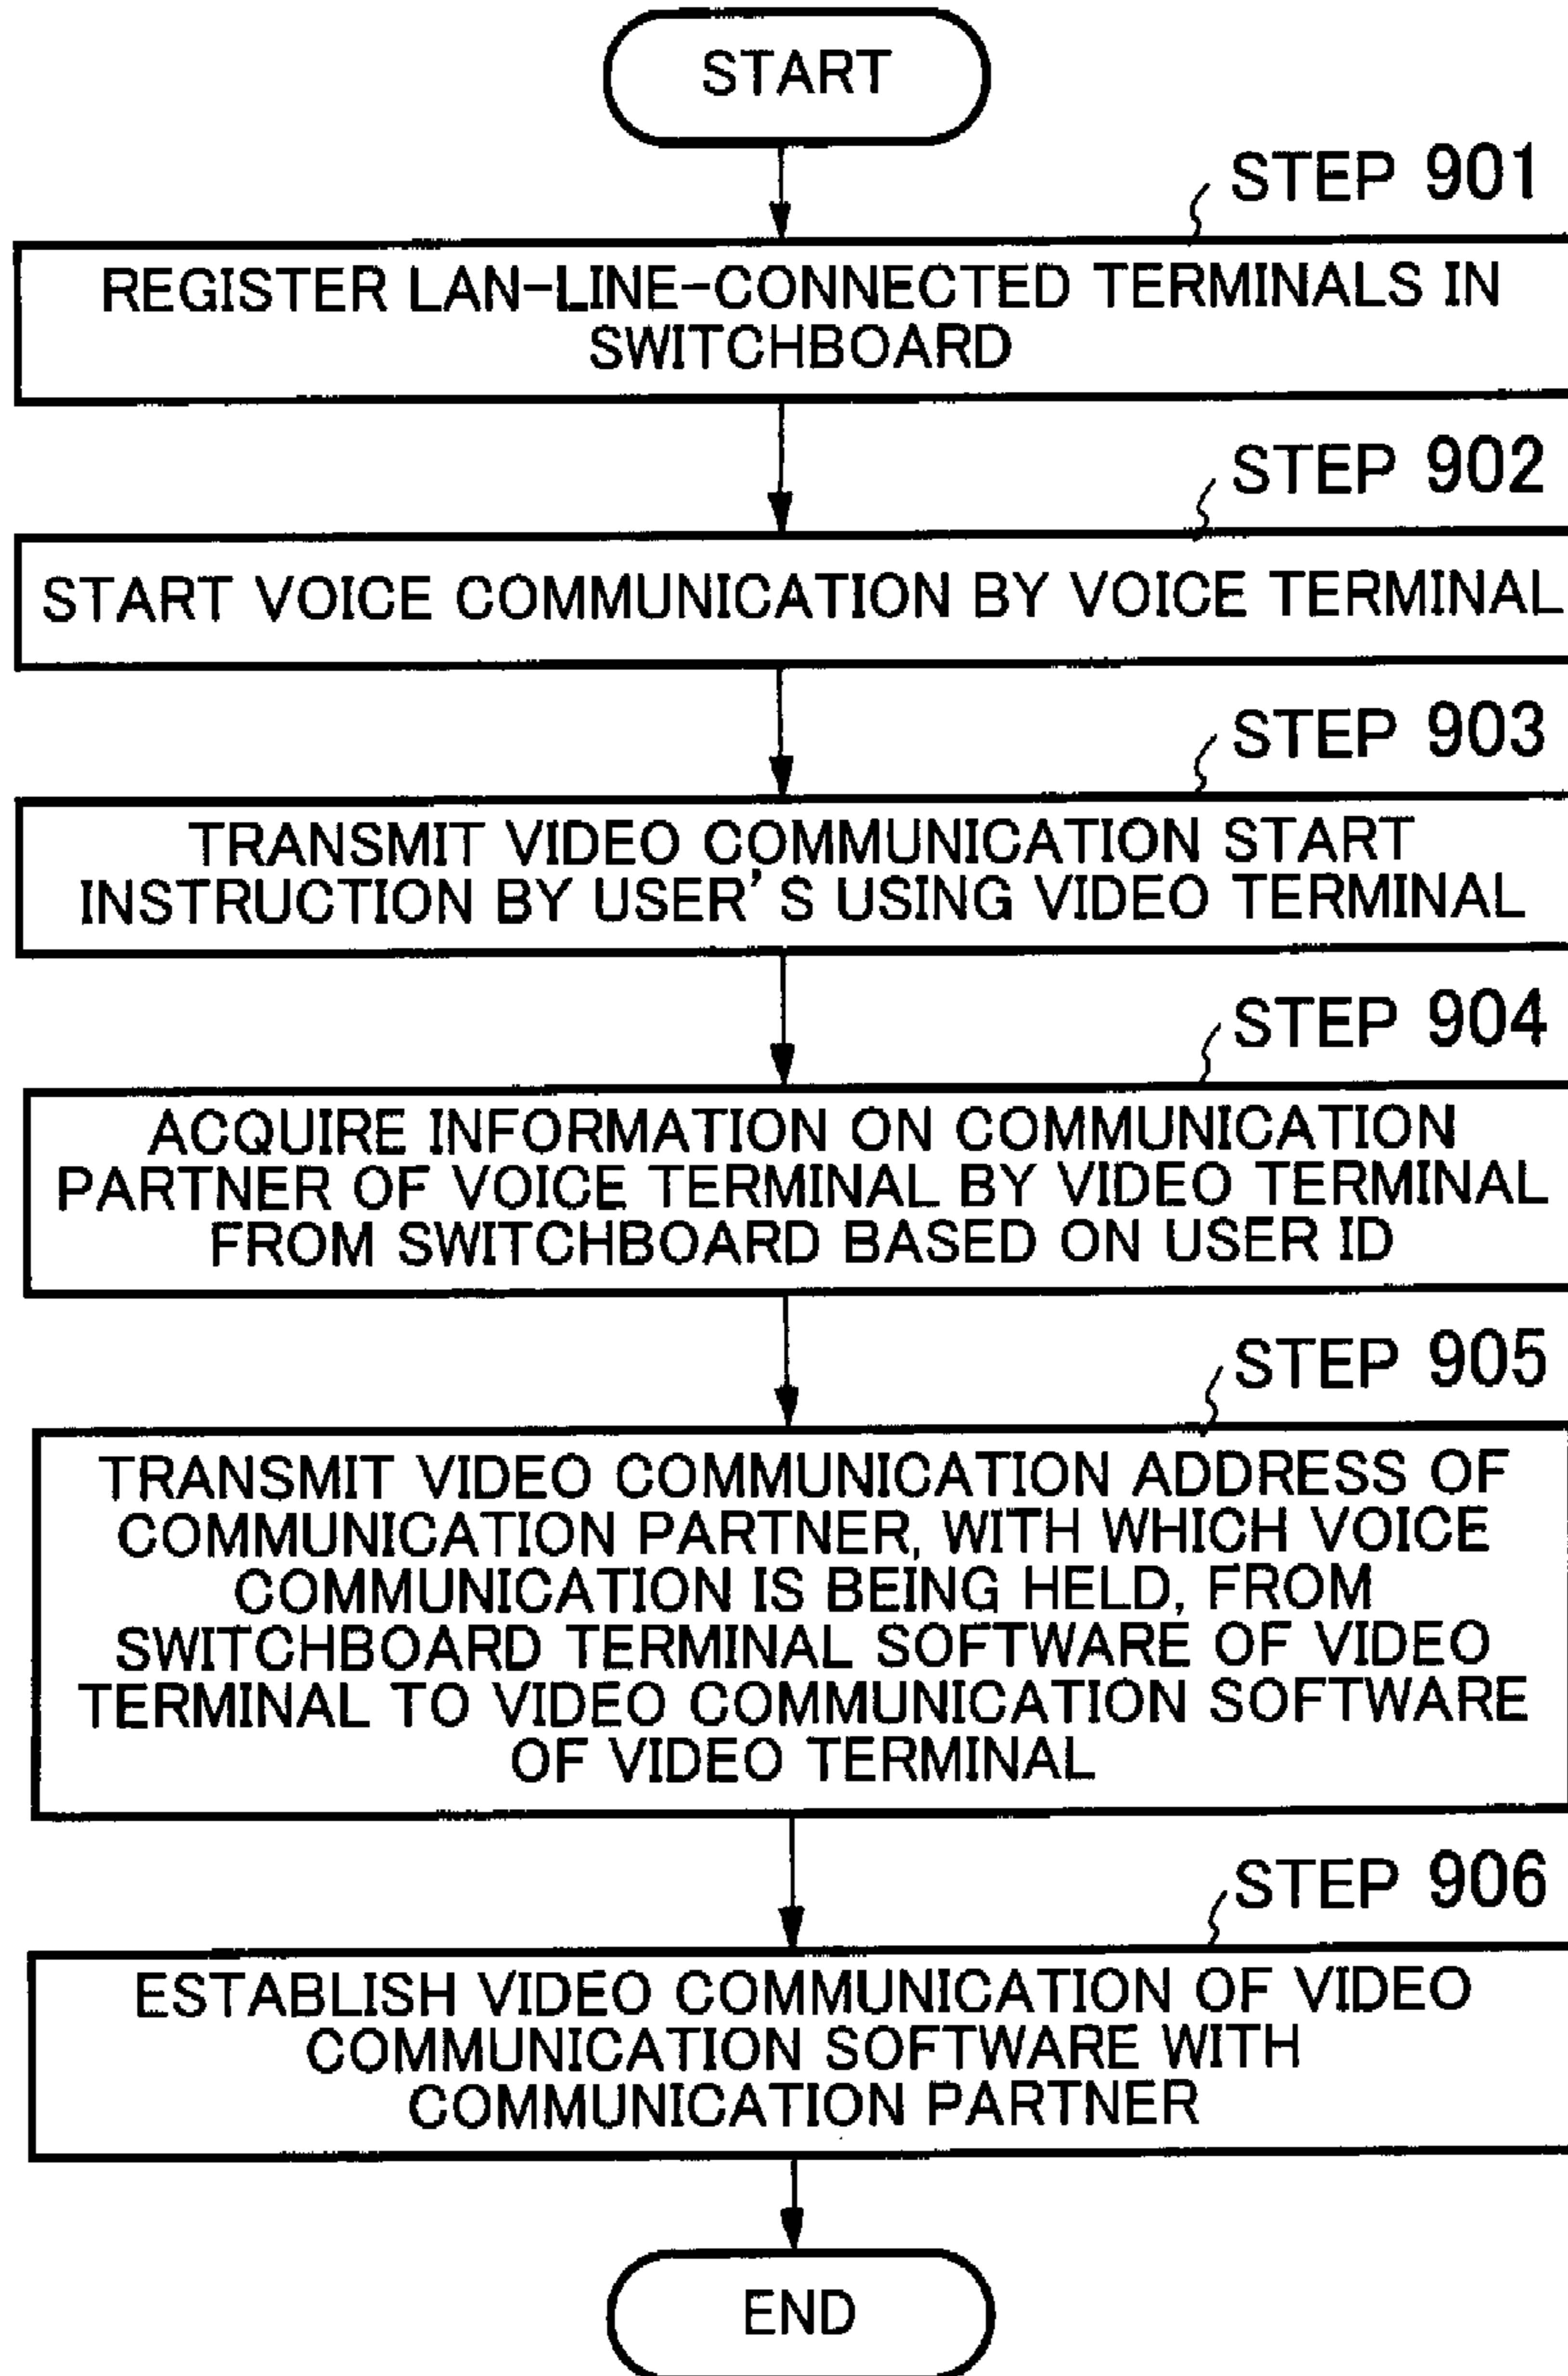 START
STEP 901
REGISTER LAN-LINE-CONNECTED TERMINALS IN
SWITCHBOARD
STEP 902
START VOICE COMMUNICATION BY VOICE TERMINAL
STEP 903
TRANSMIT VIDEO COMMUNICATION START
INSTRUCTION BY USER'S USING VIDEO TERMINAL
STEP 904
ACQUIRE INFORMATION ON COMMUNICATION
PARTNER OF VOICE TERMINAL BY VIDEO TERMINAL
FROM SWITCHBOARD BASED ON USER ID
STEP 905
TRANSMIT VIDEO COMMUNICATION ADDRESS OF
COMMUNICATION PARTNER, WITH WHICH VOICE
COMMUNICATION IS BEING HELD, FROM
SWITCHBOARD TERMINAL SOFTWARE OF VIDEO
TERMINAL TO VIDEO COMMUNICATION SOFTWARE
OF VIDEO TERMINAL
STEP 906
ESTABLISH VIDEO COMMUNICATION OF VIDEO
COMMUNICATION SOFTWARE WITH
COMMUNICATION PARTNER
END